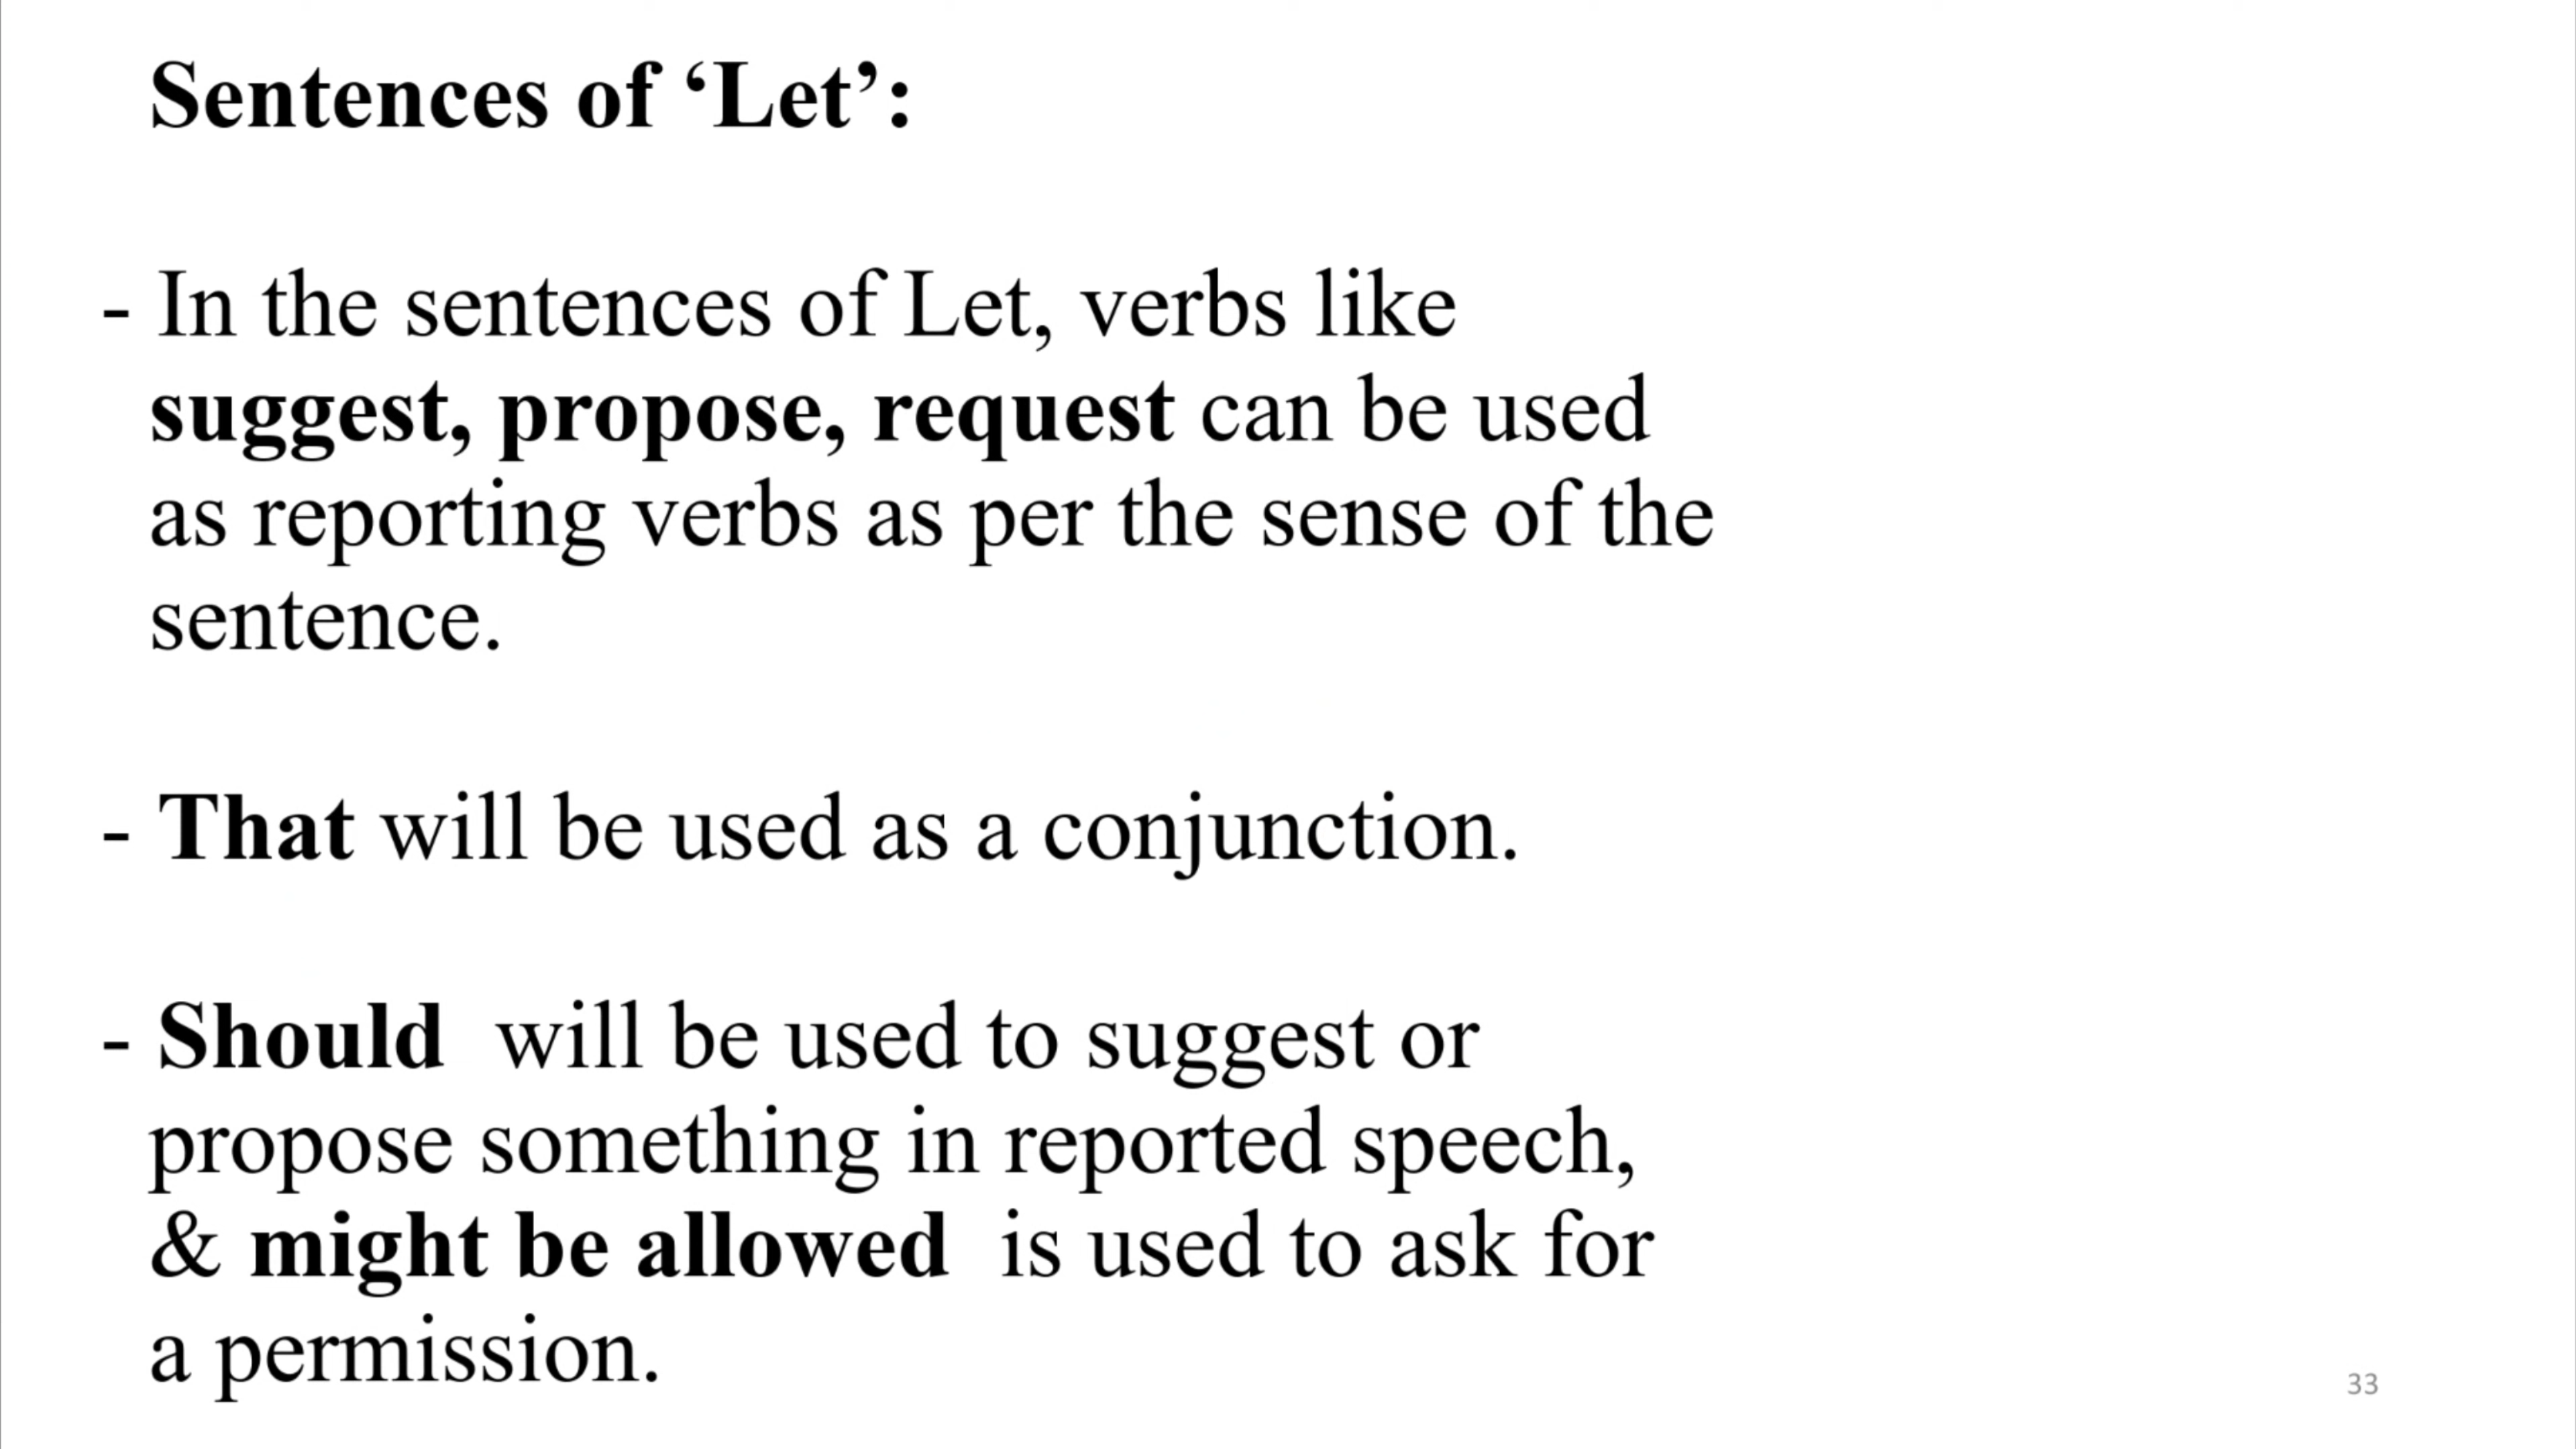 Sentences of ‘Let’:
- In the sentences of Let, verbs like
suggest, propose, request can be used
as reporting verbs as per the sense of the
sentence.
- That will be used as a conjunction.
- Should will be used to suggest or
propose something in reported speech,
& might be allowed is used to ask for
a permission.
33